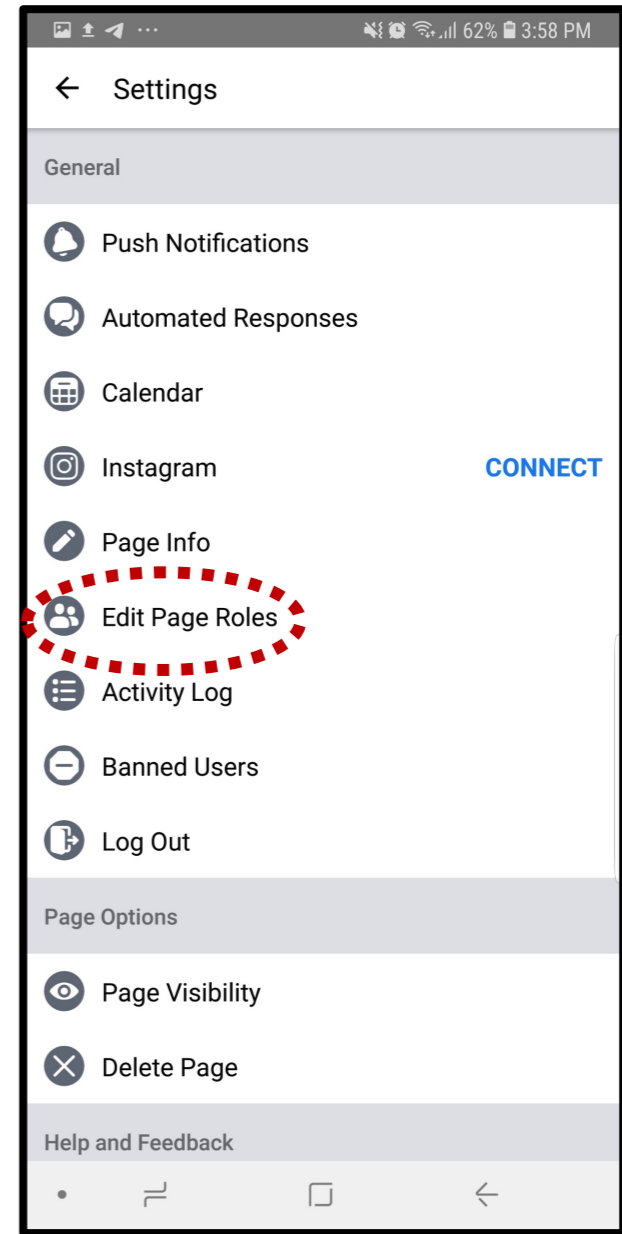 62% 3:58 PM
Settings
General
Push Notifications
Automated Responses
Calendar
Instagram CONNECT
Page Info
Edit Page Roles
Activity Log
Banned Users
Log Out
Page Options
Page Visibility
Delete Page
Help and Feedback